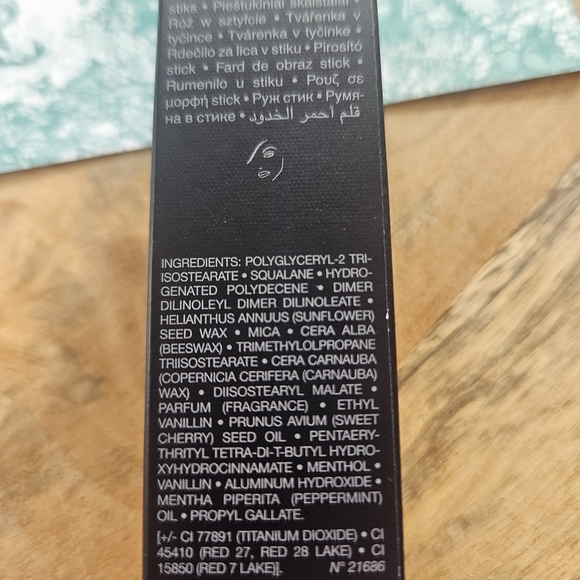 stika • Pieštukiniai skaistalai
Róż w sztyfcie • Tvářenka v
tyčince • Tvárenka v tyčinke •
Rdečilo za lica v stiku • Pirosító
stick • Fard de obraz stick •
Rumenilo u stiku • Ρουζ σε
μορφή stick • Руж стик • Румя-
на в стике • قلم أحمر الخدود
INGREDIENTS: POLYGLYCERYL-2 TRI-
ISOSTEARATE • SQUALANE • HYDRO-
GENATED POLYDECENE • DIMER
DILINOLEYL DIMER DILINOLEATE •
HELIANTHUS ANNUUS (SUNFLOWER)
SEED WAX • MICA • CERA ALBA
(BEESWAX) • TRIMETHYLOLPROPANE
TRIISOSTEARATE • CERA CARNAUBA
(COPERNICIA CERIFERA (CARNAUBA)
WAX) • DIISOSTEARYL MALATE •
PARFUM (FRAGRANCE) • ETHYL
VANILLIN • PRUNUS AVIUM (SWEET
CHERRY) SEED OIL • PENTAERY-
THRITYL TETRA-DI-T-BUTYL HYDRO-
XYHYDROCINNAMATE • MENTHOL •
VANILLIN • ALUMINUM HYDROXIDE •
MENTHA PIPERITA (PEPPERMINT)
OIL • PROPYL GALLATE.
[+/- CI 77891 (TITANIUM DIOXIDE) • CI
45410 (RED 27, RED 28 LAKE) • CI
15850 (RED 7 LAKE)]. N° 21686